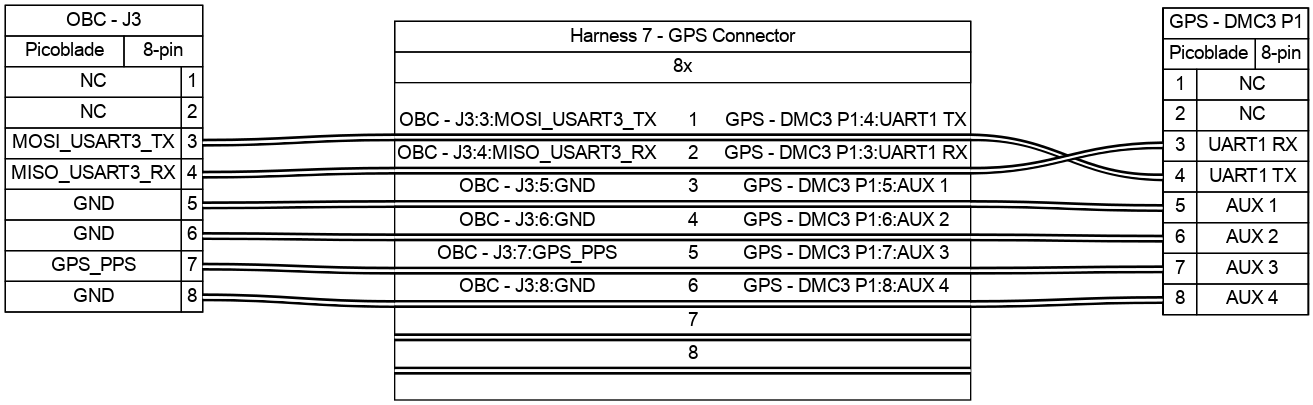 OBC - J3
Picoblade 8-pin
NC 1
NC 2
MOSI_USART3_TX 3
MISO_USART3_RX 4
GND 5
GND 6
GPS_PPS 7
GND 8
Harness 7 - GPS Connector
8x
OBC - J3:3:MOSI_USART3_TX 1 GPS - DMC3 P1:4:UART1 TX
OBC - J3:4:MISO_USART3_RX 2 GPS - DMC3 P1:3:UART1 RX
OBC - J3:5:GND 3 GPS - DMC3 P1:5:AUX 1
OBC - J3:6:GND 4 GPS - DMC3 P1:6:AUX 2
OBC - J3:7:GPS_PPS 5 GPS - DMC3 P1:7:AUX 3
OBC - J3:8:GND 6 GPS - DMC3 P1:8:AUX 4
7
8
GPS - DMC3 P1
Picoblade 8-pin
1 NC
2 NC
3 UART1 RX
4 UART1 TX
5 AUX 1
6 AUX 2
7 AUX 3
8 AUX 4